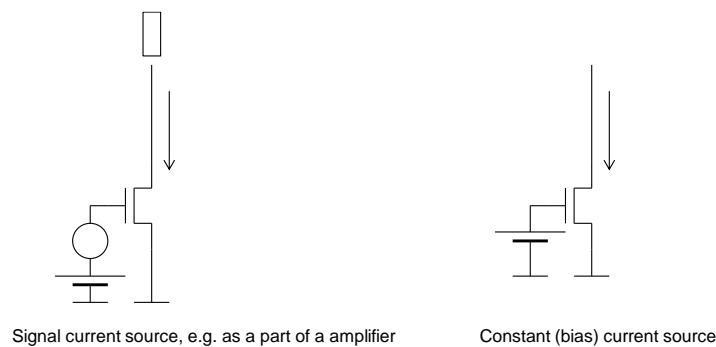 Signal current source, e.g. as a part of a amplifier
Constant (bias) current source